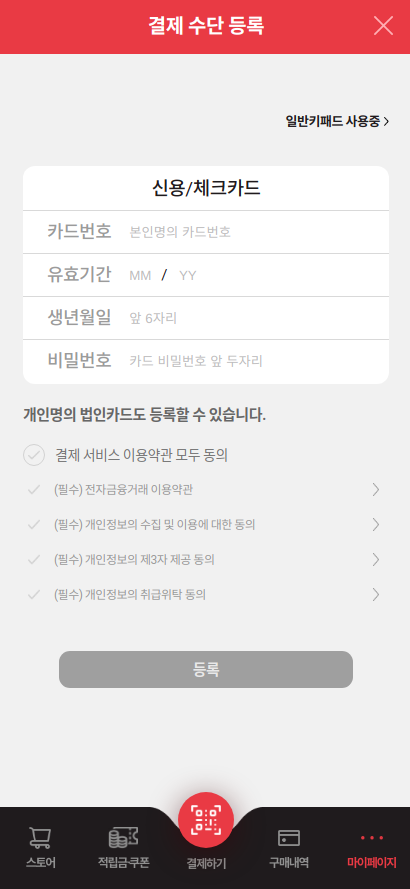 결제 수단 등록
일반키패드 사용중
신용/체크카드
카드번호 본인명의 카드번호
유효기간 MM / YY
생년월일 앞 6자리
비밀번호 카드 비밀번호 앞 두자리
개인명의 법인카드도 등록할 수 있습니다.
결제 서비스 이용약관 모두 동의
(필수) 전자금융거래 이용약관
(필수) 개인정보의 수집 및 이용에 대한 동의
(필수) 개인정보의 제3자 제공 동의
(필수) 개인정보의 취급위탁 동의
등록
스토어 적립금·쿠폰 결제하기 구매내역 마이페이지